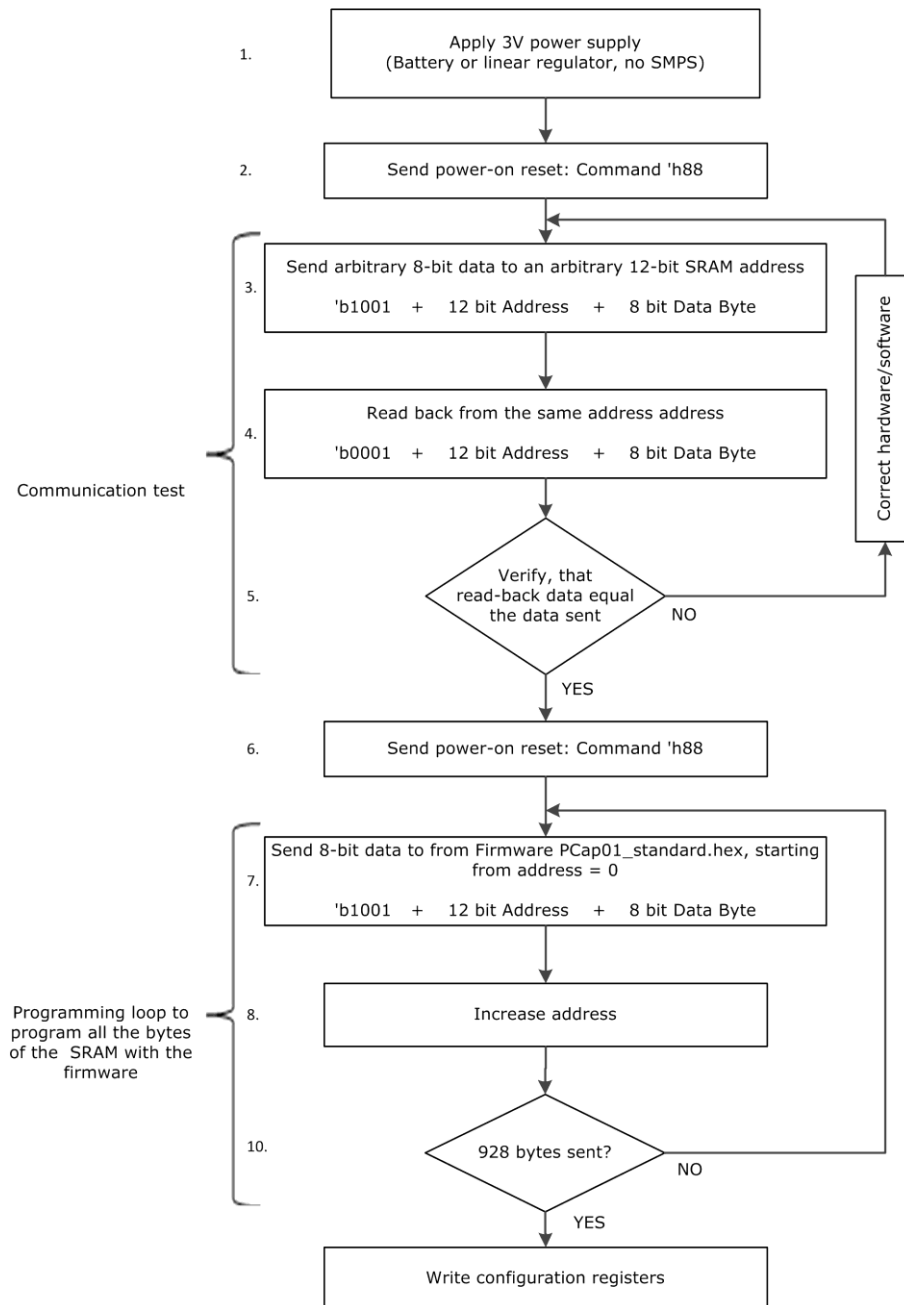 1.
Apply 3V power supply
(Battery or linear regulator, no SMPS)
2.
Send power-on reset: Command 'h88
3.
Send arbitrary 8-bit data to an arbitrary 12-bit SRAM address
'b1001 + 12 bit Address + 8 bit Data Byte
4.
Read back from the same address address
'b0001 + 12 bit Address + 8 bit Data Byte
Correct hardware/software
Communication test
5.
Verify, that
read-back data equal
the data sent
NO
YES
6.
Send power-on reset: Command 'h88
7.
Send 8-bit data to from Firmware PCap01_standard.hex, starting
from address = 0
'b1001 + 12 bit Address + 8 bit Data Byte
Programming loop to
program all the bytes
of the SRAM with the
firmware
8.
Increase address
10.
928 bytes sent?
NO
YES
Write configuration registers